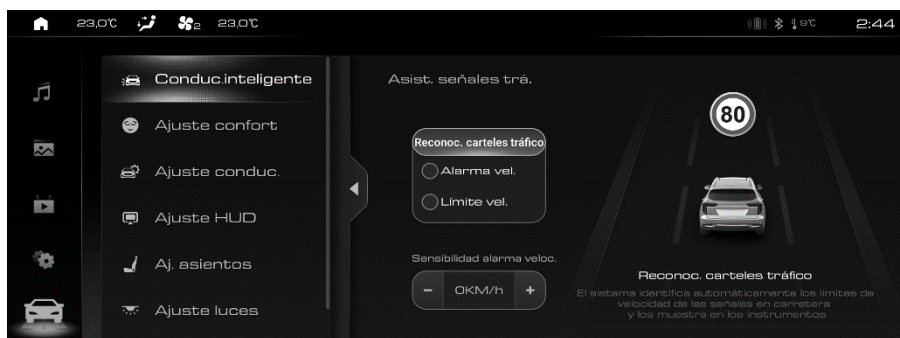 23,0℃ 2 23,0℃ 9℃ 2:44
Conduc.inteligente
Ajuste confort
Ajuste conduc.
Ajuste HUD
Aj. asientos
Ajuste luces
Asist. señales trá.
Reconoc. carteles tráfico
Alarma vel.
Límite vel.
Sensibilidad alarma veloc.
- 0KM/h +
80
Reconoc. carteles tráfico
El sistema identifica automáticamente los límites de
velocidad de las señales en carretera
y los muestra en los instrumentos